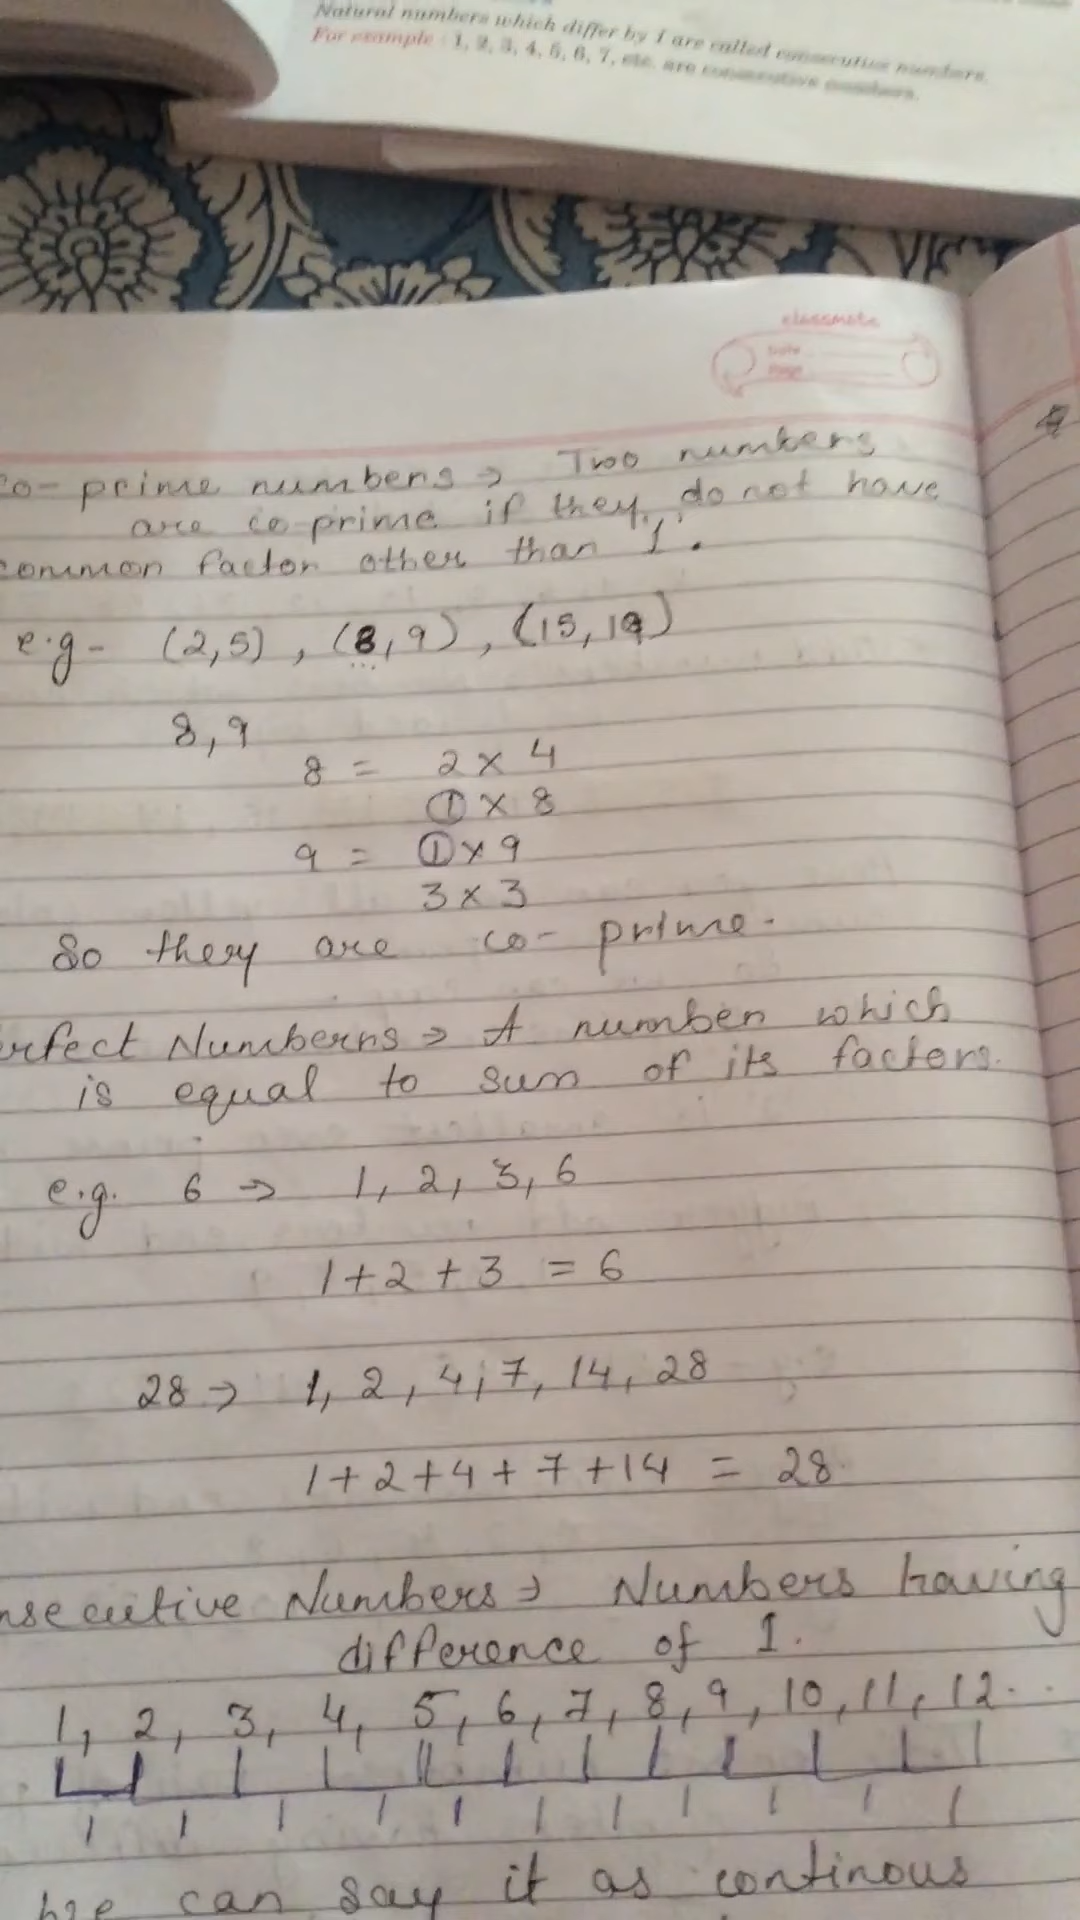 Natural numbers which differ by 1 are called consecutive numbers.
For example : 1, 2, 3, 4, 5, 6, 7, etc. are consecutive numbers.
classmate
Date
Page
co-prime numbers → Two numbers
are co prime if they do not have
common factor other than '1'.
e.g - (2,5), (8,9), (15,19)
8, 9
8 = 2 x 4
1 x 8
9 = 1 x 9
3 x 3
So they are co-prime.
erfect Numbers → A number which
is equal to sum of its factors.
e.g. 6 → 1, 2, 3, 6
1+2+3 = 6
28 → 1, 2, 4, 7, 14, 28
1+2+4+7+14 = 28
nsecutive Numbers → Numbers having
difference of 1.
1, 2, 3, 4, 5, 6, 7, 8, 9, 10, 11, 12..
1 1 1 1 1 1 1 1 1 1 1
we can say it as continous